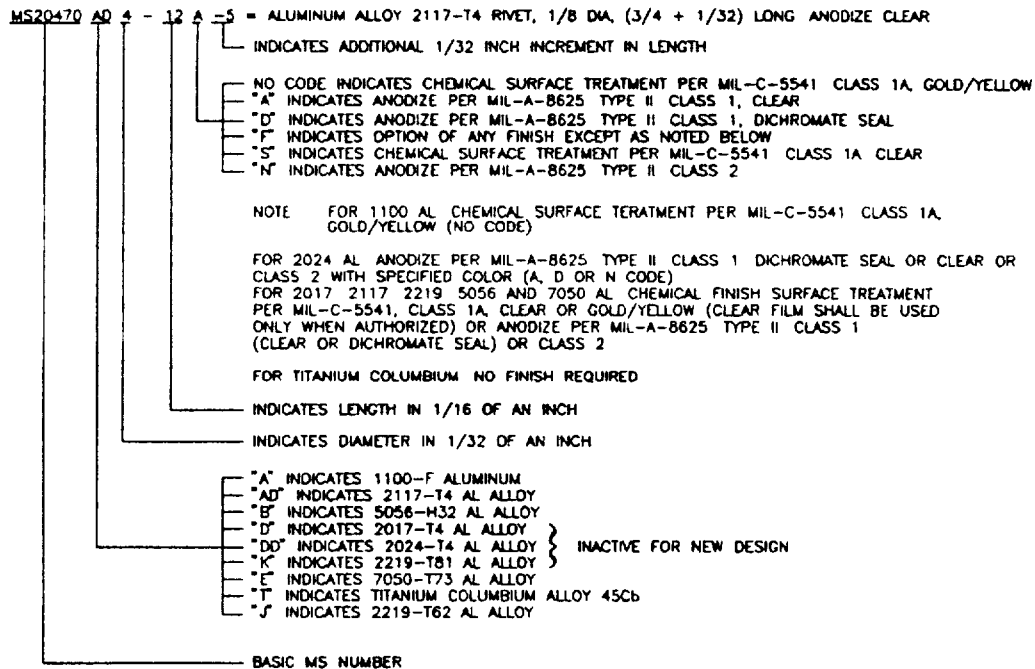 MS20470 AD 4 - 12 A -5 = ALUMINUM ALLOY 2117-T4 RIVET, 1/8 DIA, (3/4 + 1/32) LONG ANODIZE CLEAR
INDICATES ADDITIONAL 1/32 INCH INCREMENT IN LENGTH
NO CODE INDICATES CHEMICAL SURFACE TREATMENT PER MIL-C-5541 CLASS 1A, GOLD/YELLOW
"A" INDICATES ANODIZE PER MIL-A-8625 TYPE II CLASS 1, CLEAR
"D" INDICATES ANODIZE PER MIL-A-8625 TYPE II CLASS 1, DICHROMATE SEAL
"F" INDICATES OPTION OF ANY FINISH EXCEPT AS NOTED BELOW
"S" INDICATES CHEMICAL SURFACE TREATMENT PER MIL-C-5541 CLASS 1A CLEAR
"N" INDICATES ANODIZE PER MIL-A-8625 TYPE II CLASS 2
NOTE FOR 1100 AL CHEMICAL SURFACE TERATMENT PER MIL-C-5541 CLASS 1A,
GOLD/YELLOW (NO CODE)
FOR 2024 AL ANODIZE PER MIL-A-8625 TYPE II CLASS 1 DICHROMATE SEAL OR CLEAR OR
CLASS 2 WITH SPECIFIED COLOR (A, D OR N CODE)
FOR 2017 2117 2219 5056 AND 7050 AL CHEMICAL FINISH SURFACE TREATMENT
PER MIL-C-5541, CLASS 1A, CLEAR OR GOLD/YELLOW (CLEAR FILM SHALL BE USED
ONLY WHEN AUTHORIZED) OR ANODIZE PER MIL-A-8625 TYPE II CLASS 1
(CLEAR OR DICHROMATE SEAL) OR CLASS 2
FOR TITANIUM COLUMBIUM NO FINISH REQUIRED
INDICATES LENGTH IN 1/16 OF AN INCH
INDICATES DIAMETER IN 1/32 OF AN INCH
"A" INDICATES 1100-F ALUMINUM
"AD" INDICATES 2117-T4 AL ALLOY
"B" INDICATES 5056-H32 AL ALLOY
"D" INDICATES 2017-T4 AL ALLOY
"DD" INDICATES 2024-T4 AL ALLOY INACTIVE FOR NEW DESIGN
"K" INDICATES 2219-T81 AL ALLOY
"E" INDICATES 7050-T73 AL ALLOY
"T" INDICATES TITANIUM COLUMBIUM ALLOY 45Cb
"J" INDICATES 2219-T62 AL ALLOY
BASIC MS NUMBER